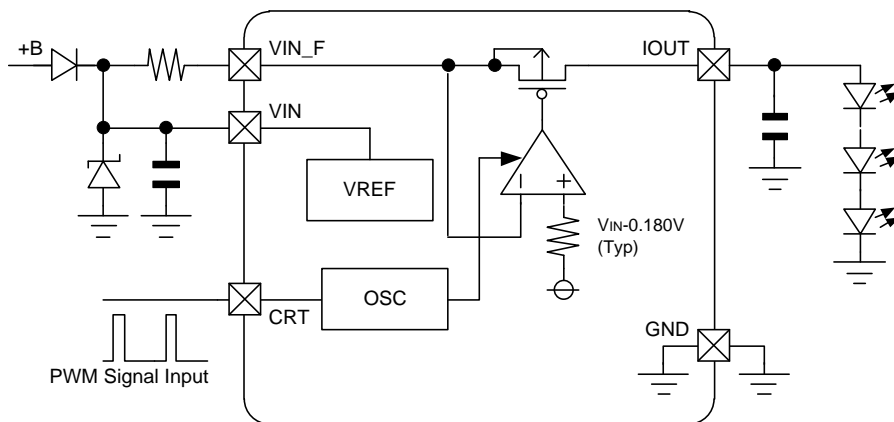 +B
VIN_F
IOUT
VIN
VREF
VIN-0.180V
(Typ)
OSC
CRT
GND
PWM Signal Input